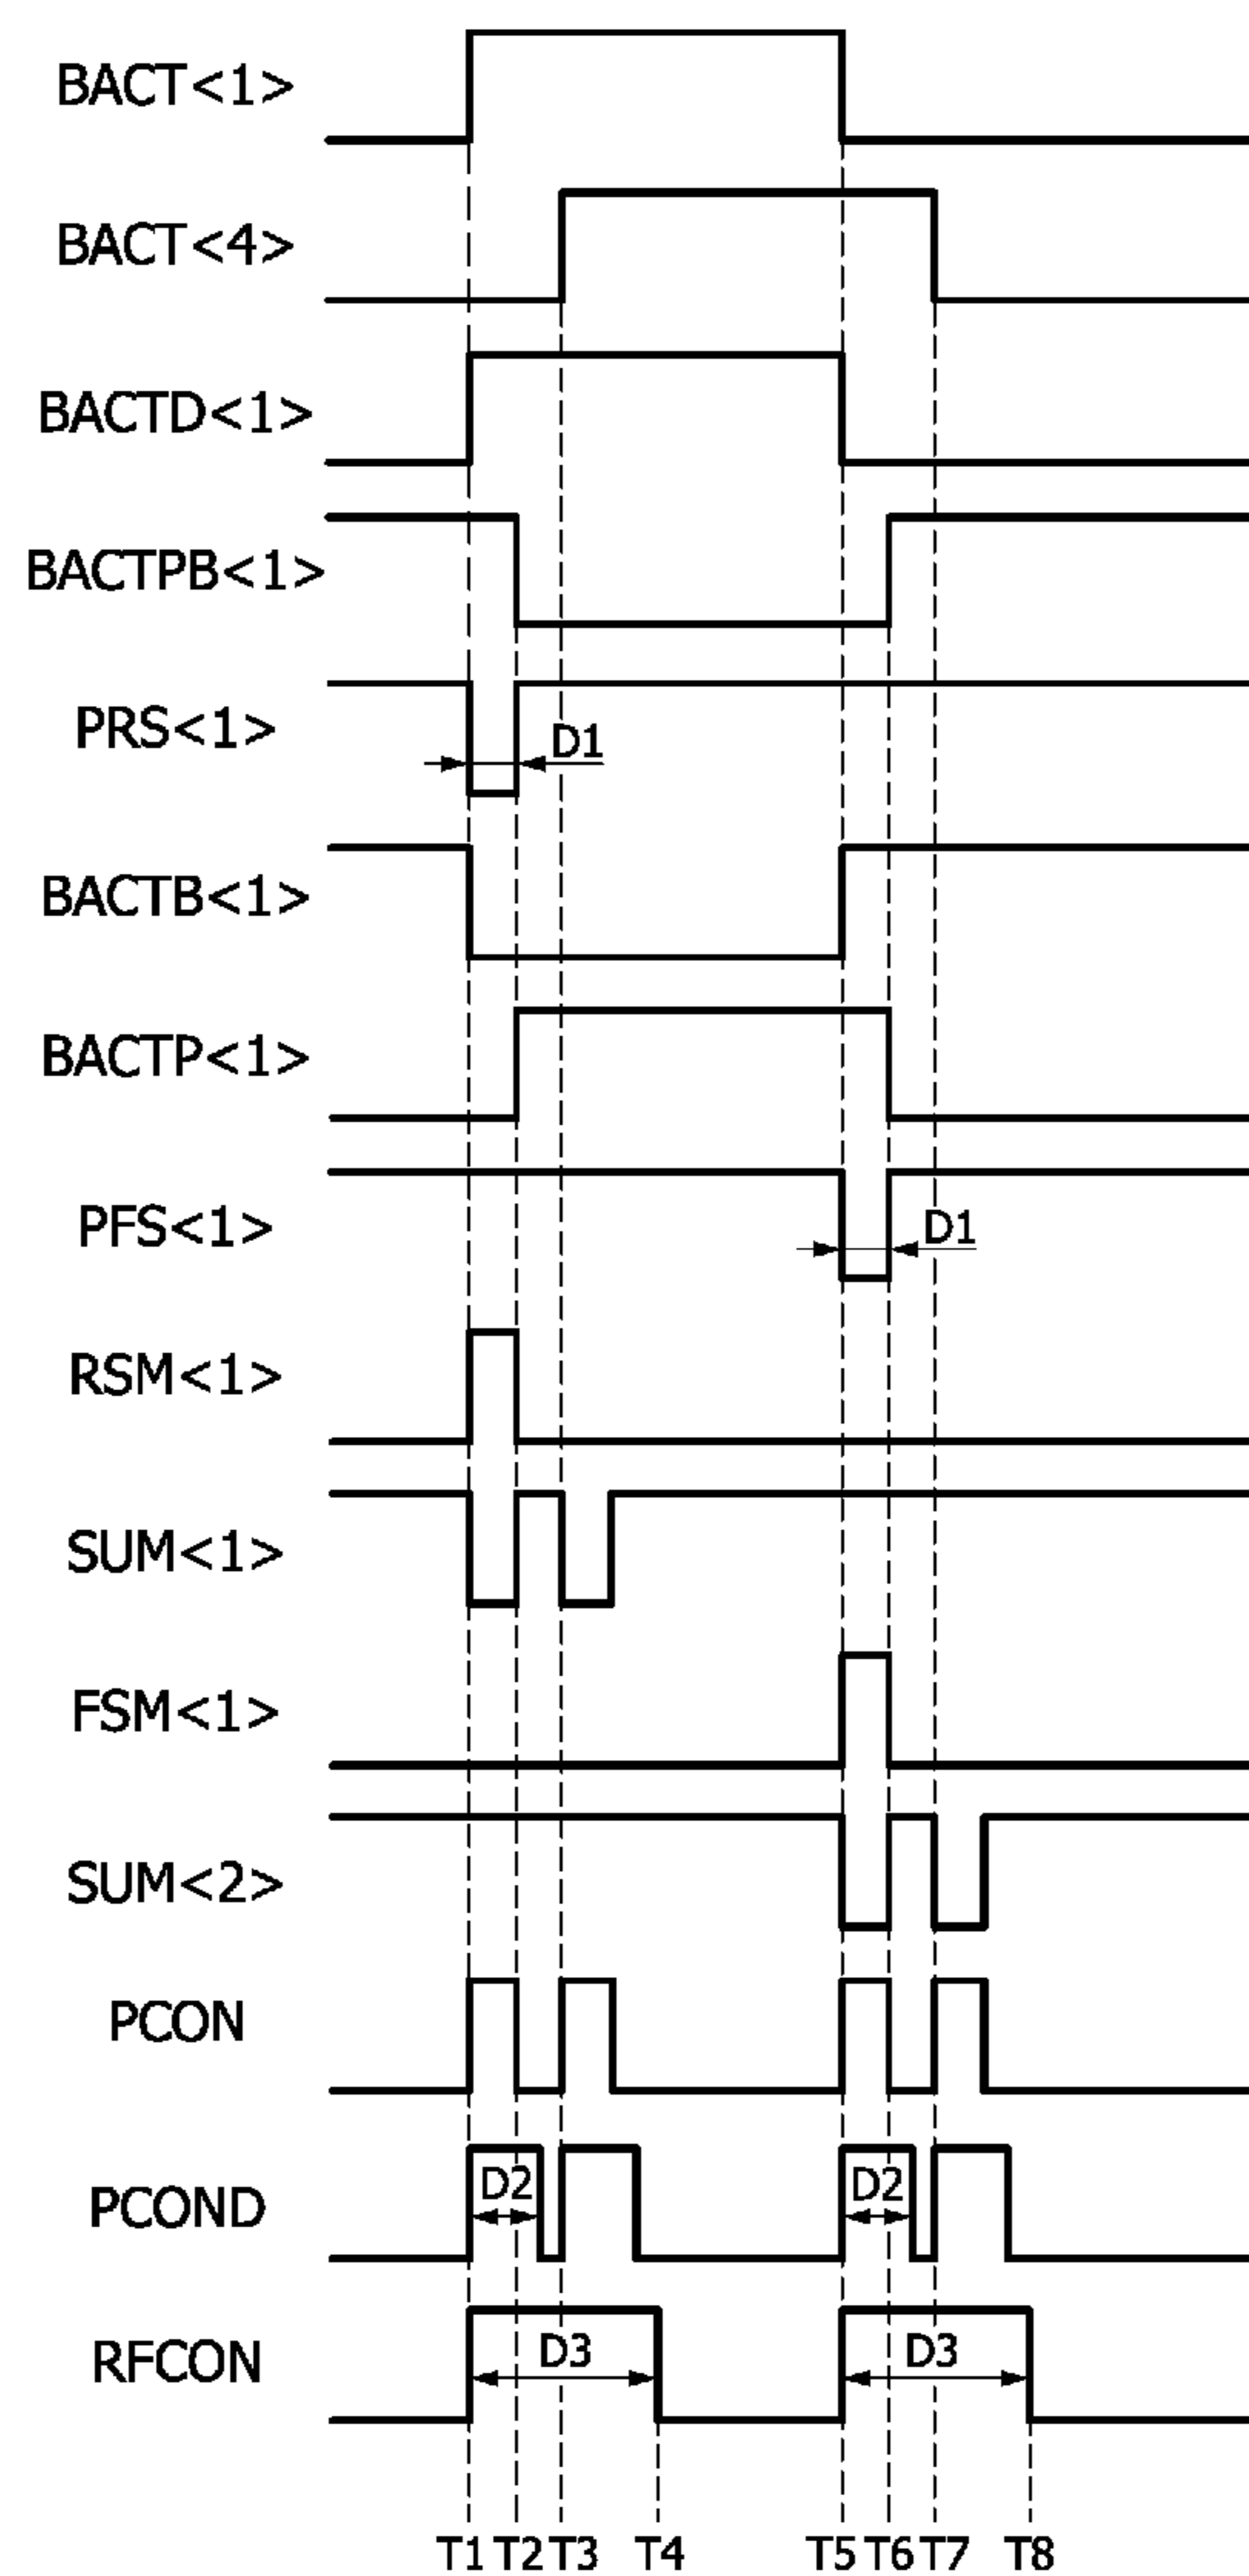 BACT<1>
BACT<4>
BACTD<1>
BACTPB<1>
PRS<1>
D1
BACTB<1>
BACTP<1>
PFS<1>
D1
RSM<1>
SUM<1>
FSM<1>
SUM<2>
PCON
PCOND
D2 D2
RFCON
D3 D3
T1 T2 T3 T4 T5 T6 T7 T8